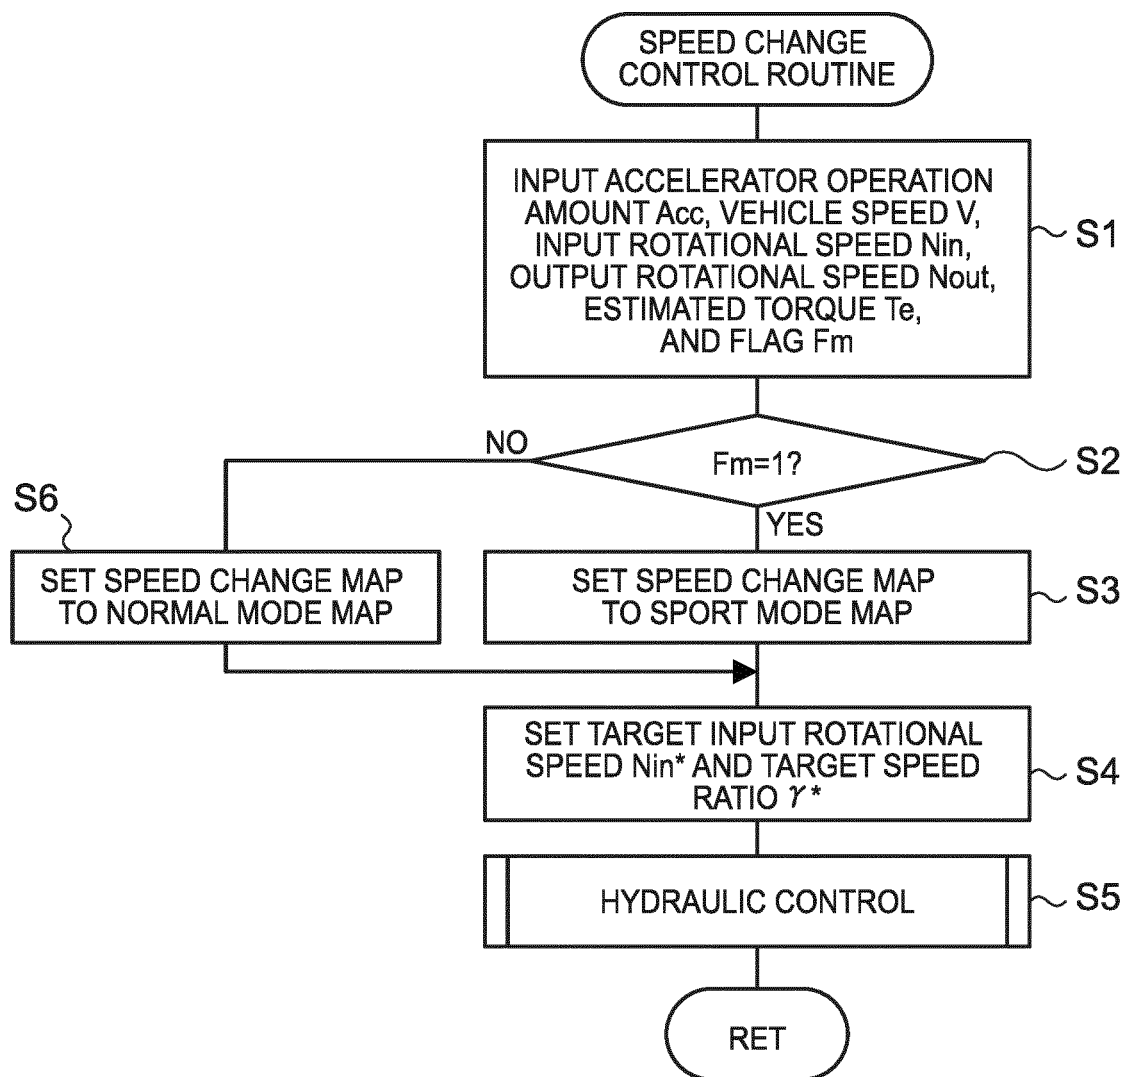 SPEED CHANGE
CONTROL ROUTINE
INPUT ACCELERATOR OPERATION
AMOUNT Acc, VEHICLE SPEED V,
INPUT ROTATIONAL SPEED Nin,
OUTPUT ROTATIONAL SPEED Nout,
ESTIMATED TORQUE Te,
AND FLAG Fm
S1
NO
Fm=1?
S2
YES
S6
SET SPEED CHANGE MAP
TO NORMAL MODE MAP
SET SPEED CHANGE MAP
TO SPORT MODE MAP
S3
SET TARGET INPUT ROTATIONAL
SPEED Nin* AND TARGET SPEED
RATIO γ*
S4
HYDRAULIC CONTROL
S5
RET